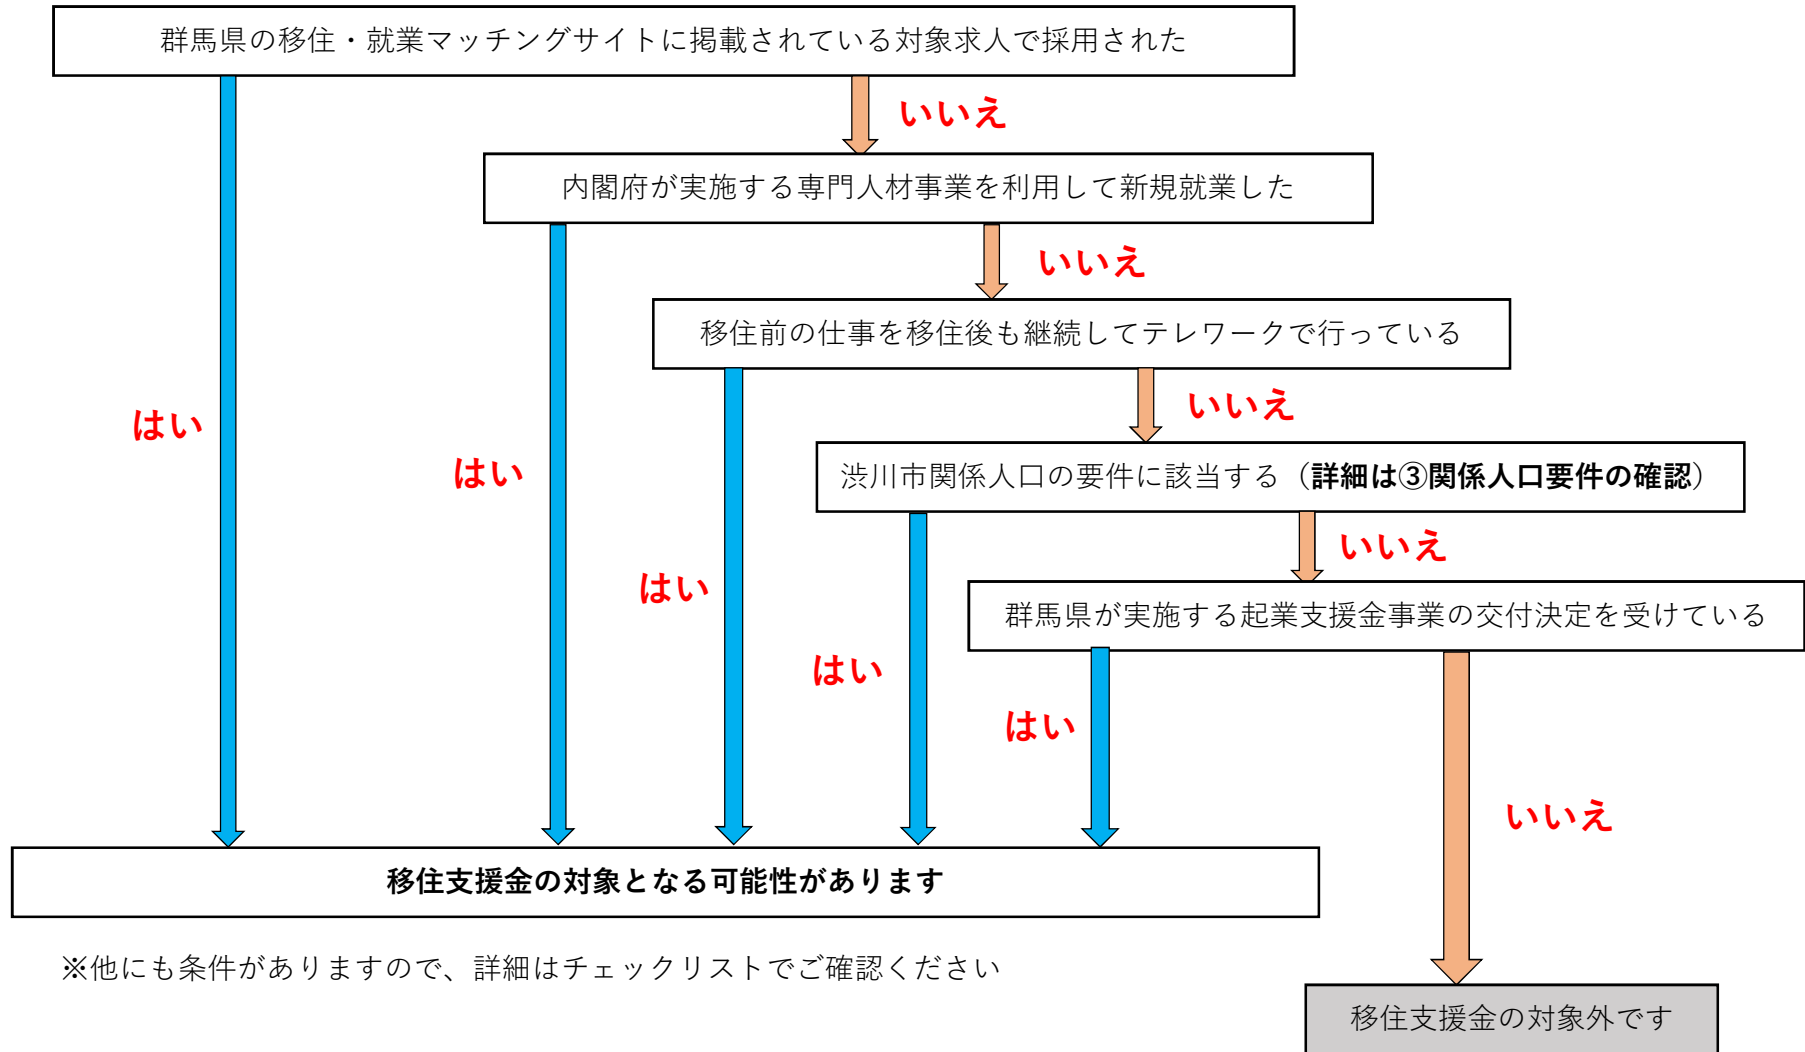 群馬県の移住・就業マッチングサイトに掲載されている対象求人で採用された
いいえ
内閣府が実施する専門人材事業を利用して新規就業した
いいえ
移住前の仕事を移住後も継続してテレワークで行っている
はい
いいえ
はい
渋川市関係人口の要件に該当する（詳細は③関係人口要件の確認）
いいえ
はい
群馬県が実施する起業支援金事業の交付決定を受けている
はい
はい
いいえ
移住支援金の対象となる可能性があります
※他にも条件がありますので、詳細はチェックリストでご確認ください
移住支援金の対象外です